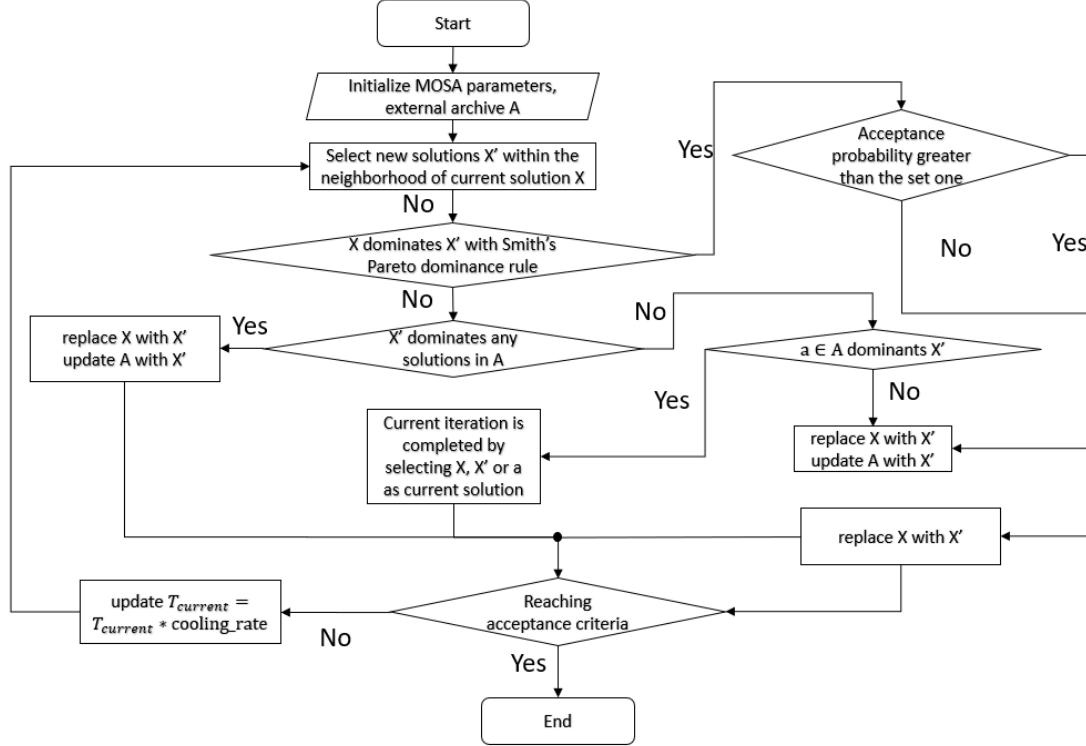 Start
Initialize MOSA parameters,
external archive A
Select new solutions X' within the
neighborhood of current solution X
No
X dominates X' with Smith's
Pareto dominance rule
Yes
Acceptance
probability greater
than the set one
No
Yes
No
X' dominates any
solutions in A
Yes
replace X with X'
update A with X'
No
a ∈ A dominants X'
Yes
No
Current iteration is
completed by
selecting X, X' or a
as current solution
replace X with X'
update A with X'
replace X with X'
Reaching
acceptance criteria
No
update T_current =
T_current * cooling_rate
Yes
End